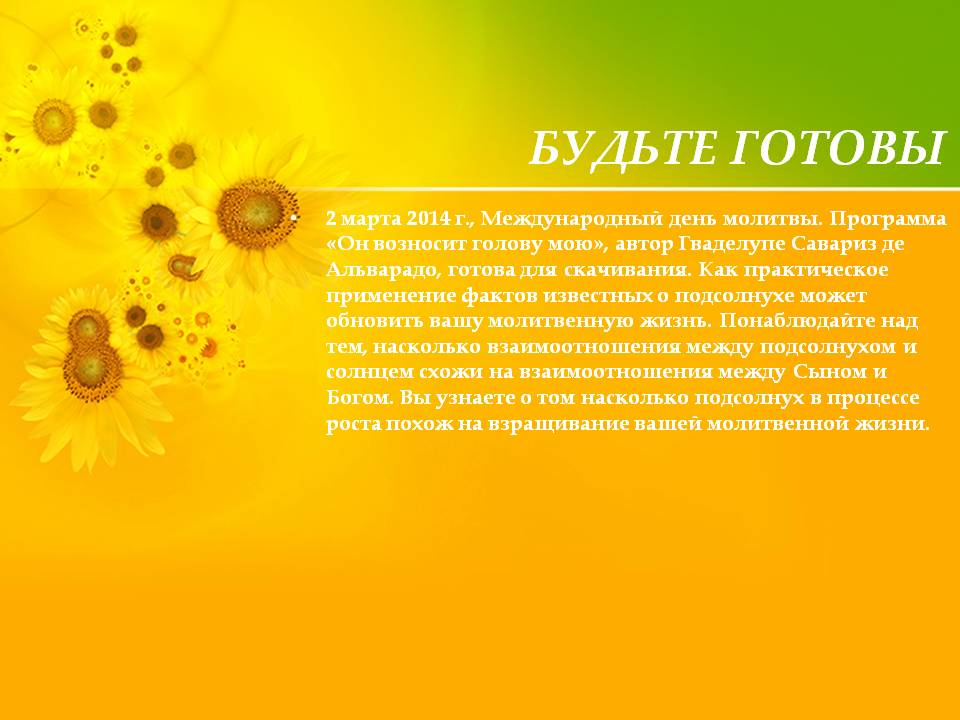 БУДЬТЕ ГОТОВЫ
• 2 марта 2014 г., Международный день молитвы. Программа
«Он возносит голову мою», автор Гваделупе Савариз де
Альварадо, готова для скачивания. Как практическое
применение фактов известных о подсолнухе может
обновить вашу молитвенную жизнь. Понаблюдайте над
тем, насколько взаимоотношения между подсолнухом и
солнцем схожи на взаимоотношения между Сыном и
Богом. Вы узнаете о том насколько подсолнух в процессе
роста похож на взращивание вашей молитвенной жизни.